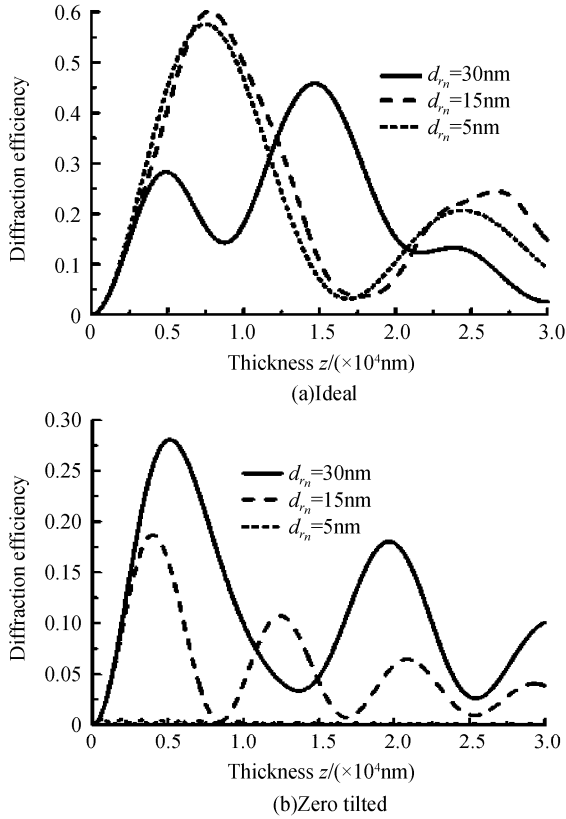 0.6
0.5
0.4
0.3
0.2
0.1
0
Diffraction efficiency
d_{r_n}=30nm
d_{r_n}=15nm
d_{r_n}=5nm
0 0.5 1.0 1.5 2.0 2.5 3.0
Thickness z/(×10⁴nm)
(a)Ideal
0.30
0.25
0.20
0.15
0.10
0.05
0
Diffraction efficiency
d_{r_n}=30nm
d_{r_n}=15nm
d_{r_n}=5nm
0 0.5 1.0 1.5 2.0 2.5 3.0
Thickness z/(×10⁴nm)
(b)Zero tilted